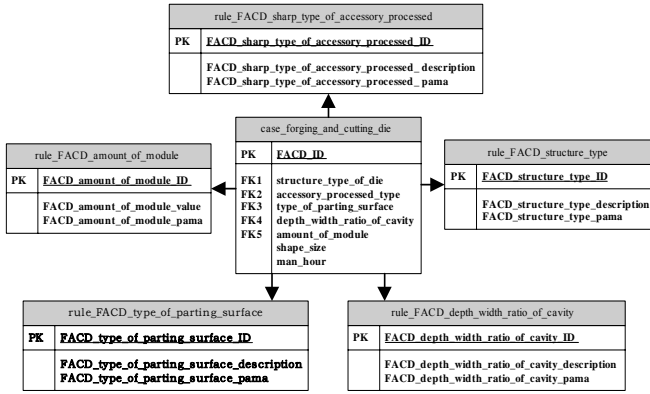 rule_FACD_sharp_type_of_accessory_processed
PK FACD_sharp_type_of_accessory_processed_ID
FACD_sharp_type_of_accessory_processed_ description
FACD_sharp_type_of_accessory_processed_ pama
case_forging_and_cutting_die
PK FACD_ID
FK1 structure_type_of_die
FK2 accessory_processed_type
FK3 type_of_parting_surface
FK4 depth_width_ratio_of_cavity
FK5 amount_of_module
shape_size
man_hour
rule_FACD_amount_of_module
PK FACD_amount_of_module_ID
FACD_amount_of_module_value
FACD_amount_of_module_pama
rule_FACD_structure_type
PK FACD_structure_type_ID
FACD_structure_type_description
FACD_structure_type_pama
rule_FACD_type_of_parting_surface
PK FACD_type_of_parting_surface_ID
FACD_type_of_parting_surface_description
FACD_type_of_parting_surface_pama
rule_FACD_depth_width_ratio_of_cavity
PK FACD_depth_width_ratio_of_cavity_ID
FACD_depth_width_ratio_of_cavity_description
FACD_depth_width_ratio_of_cavity_pama